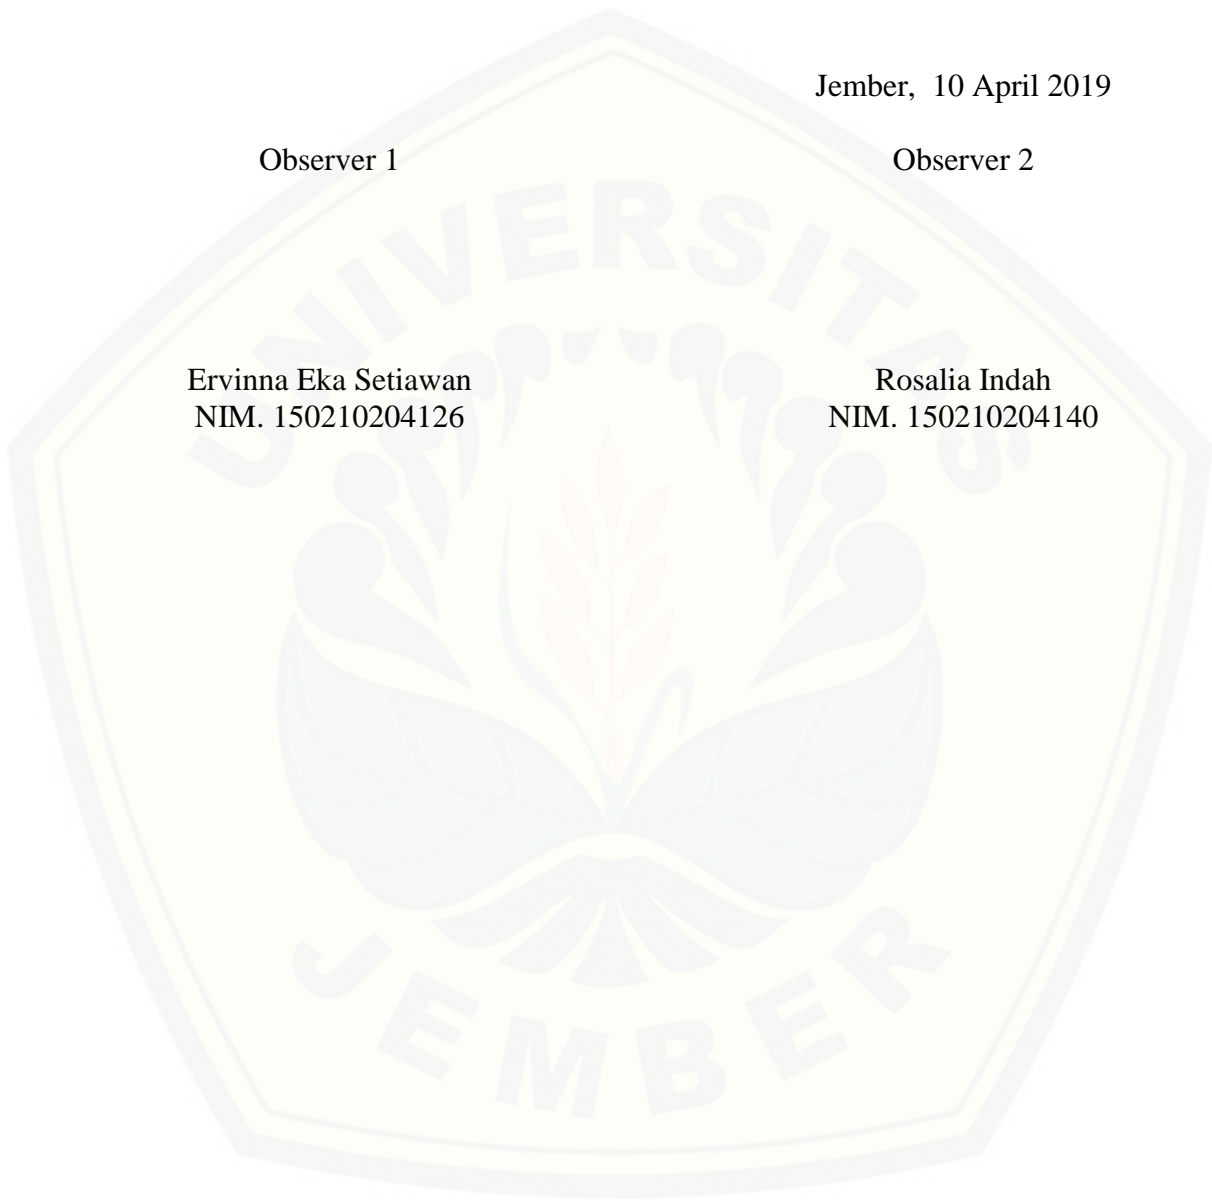 Jember, 10 April 2019
Observer 1 Observer 2
UNIVERSITAS
Ervinna Eka Setiawan Rosalia Indah
NIM. 150210204126 NIM. 150210204140
JEMBER